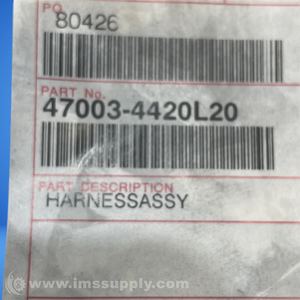 PO
80426
PART No.
47003-4420L20
PART DESCRIPTION
HARNESSASSY
© www.imssupply.com